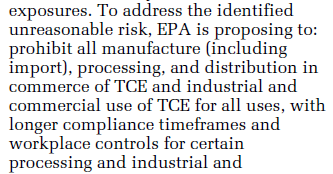 exposures. To address the identified
unreasonable risk, EPA is proposing to:
prohibit all manufacture (including
import), processing, and distribution in
commerce of TCE and industrial and
commercial use of TCE for all uses, with
longer compliance timeframes and
workplace controls for certain
processing and industrial and